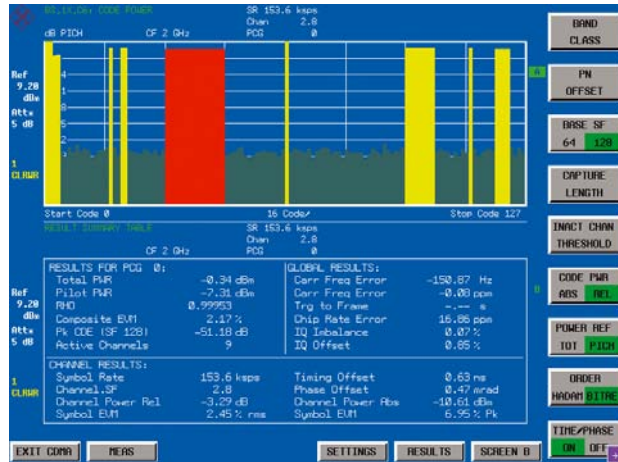 BS,1X,C6: CODE POWER
SR 153.6 ksps
Chan 2.8
dB PICH CF 2 GHz PCG 0
BAND CLASS
Ref
9.20
dBm
Att*
5 dB
1
CLRWR
A
PN OFFSET
BASE SF
64 128
CAPTURE LENGTH
Start Code 0 16 Code/ Stop Code 127
RESULT SUMMARY TABLE
SR 153.6 ksps
Chan 2.8
CF 2 GHz PCG 0
INACT CHAN THRESHOLD
RESULTS FOR PCG 0: GLOBAL RESULTS:
Total PWR -0.34 dBm Carr Freq Error -150.87 Hz
Pilot PWR -7.31 dBm Carr Freq Error -0.08 ppm
RHO 0.99953 Trg to Frame -.-- s
Composite EVM 2.17 % Chip Rate Error 16.86 ppm
Pk CDE (SF 128) -51.18 dB IQ Imbalance 0.07 %
Active Channels 9 IQ Offset 0.85 %
Ref
9.20
dBm
Att*
5 dB
1
CLRWR
B
CODE PWR
ABS REL
POWER REF
TOT PICH
CHANNEL RESULTS:
Symbol Rate 153.6 ksps Timing Offset 0.63 ns
Channel.SF 2.8 Phase Offset 0.47 mrad
Channel Power Rel -3.29 dB Channel Power Abs -10.61 dBm
Symbol EVM 2.45 % rms Symbol EVM 6.95 % Pk
ORDER
HADAM BITRE
TIME/PHASE
ON OFF
EXIT CDMA MEAS SETTINGS RESULTS SCREEN B